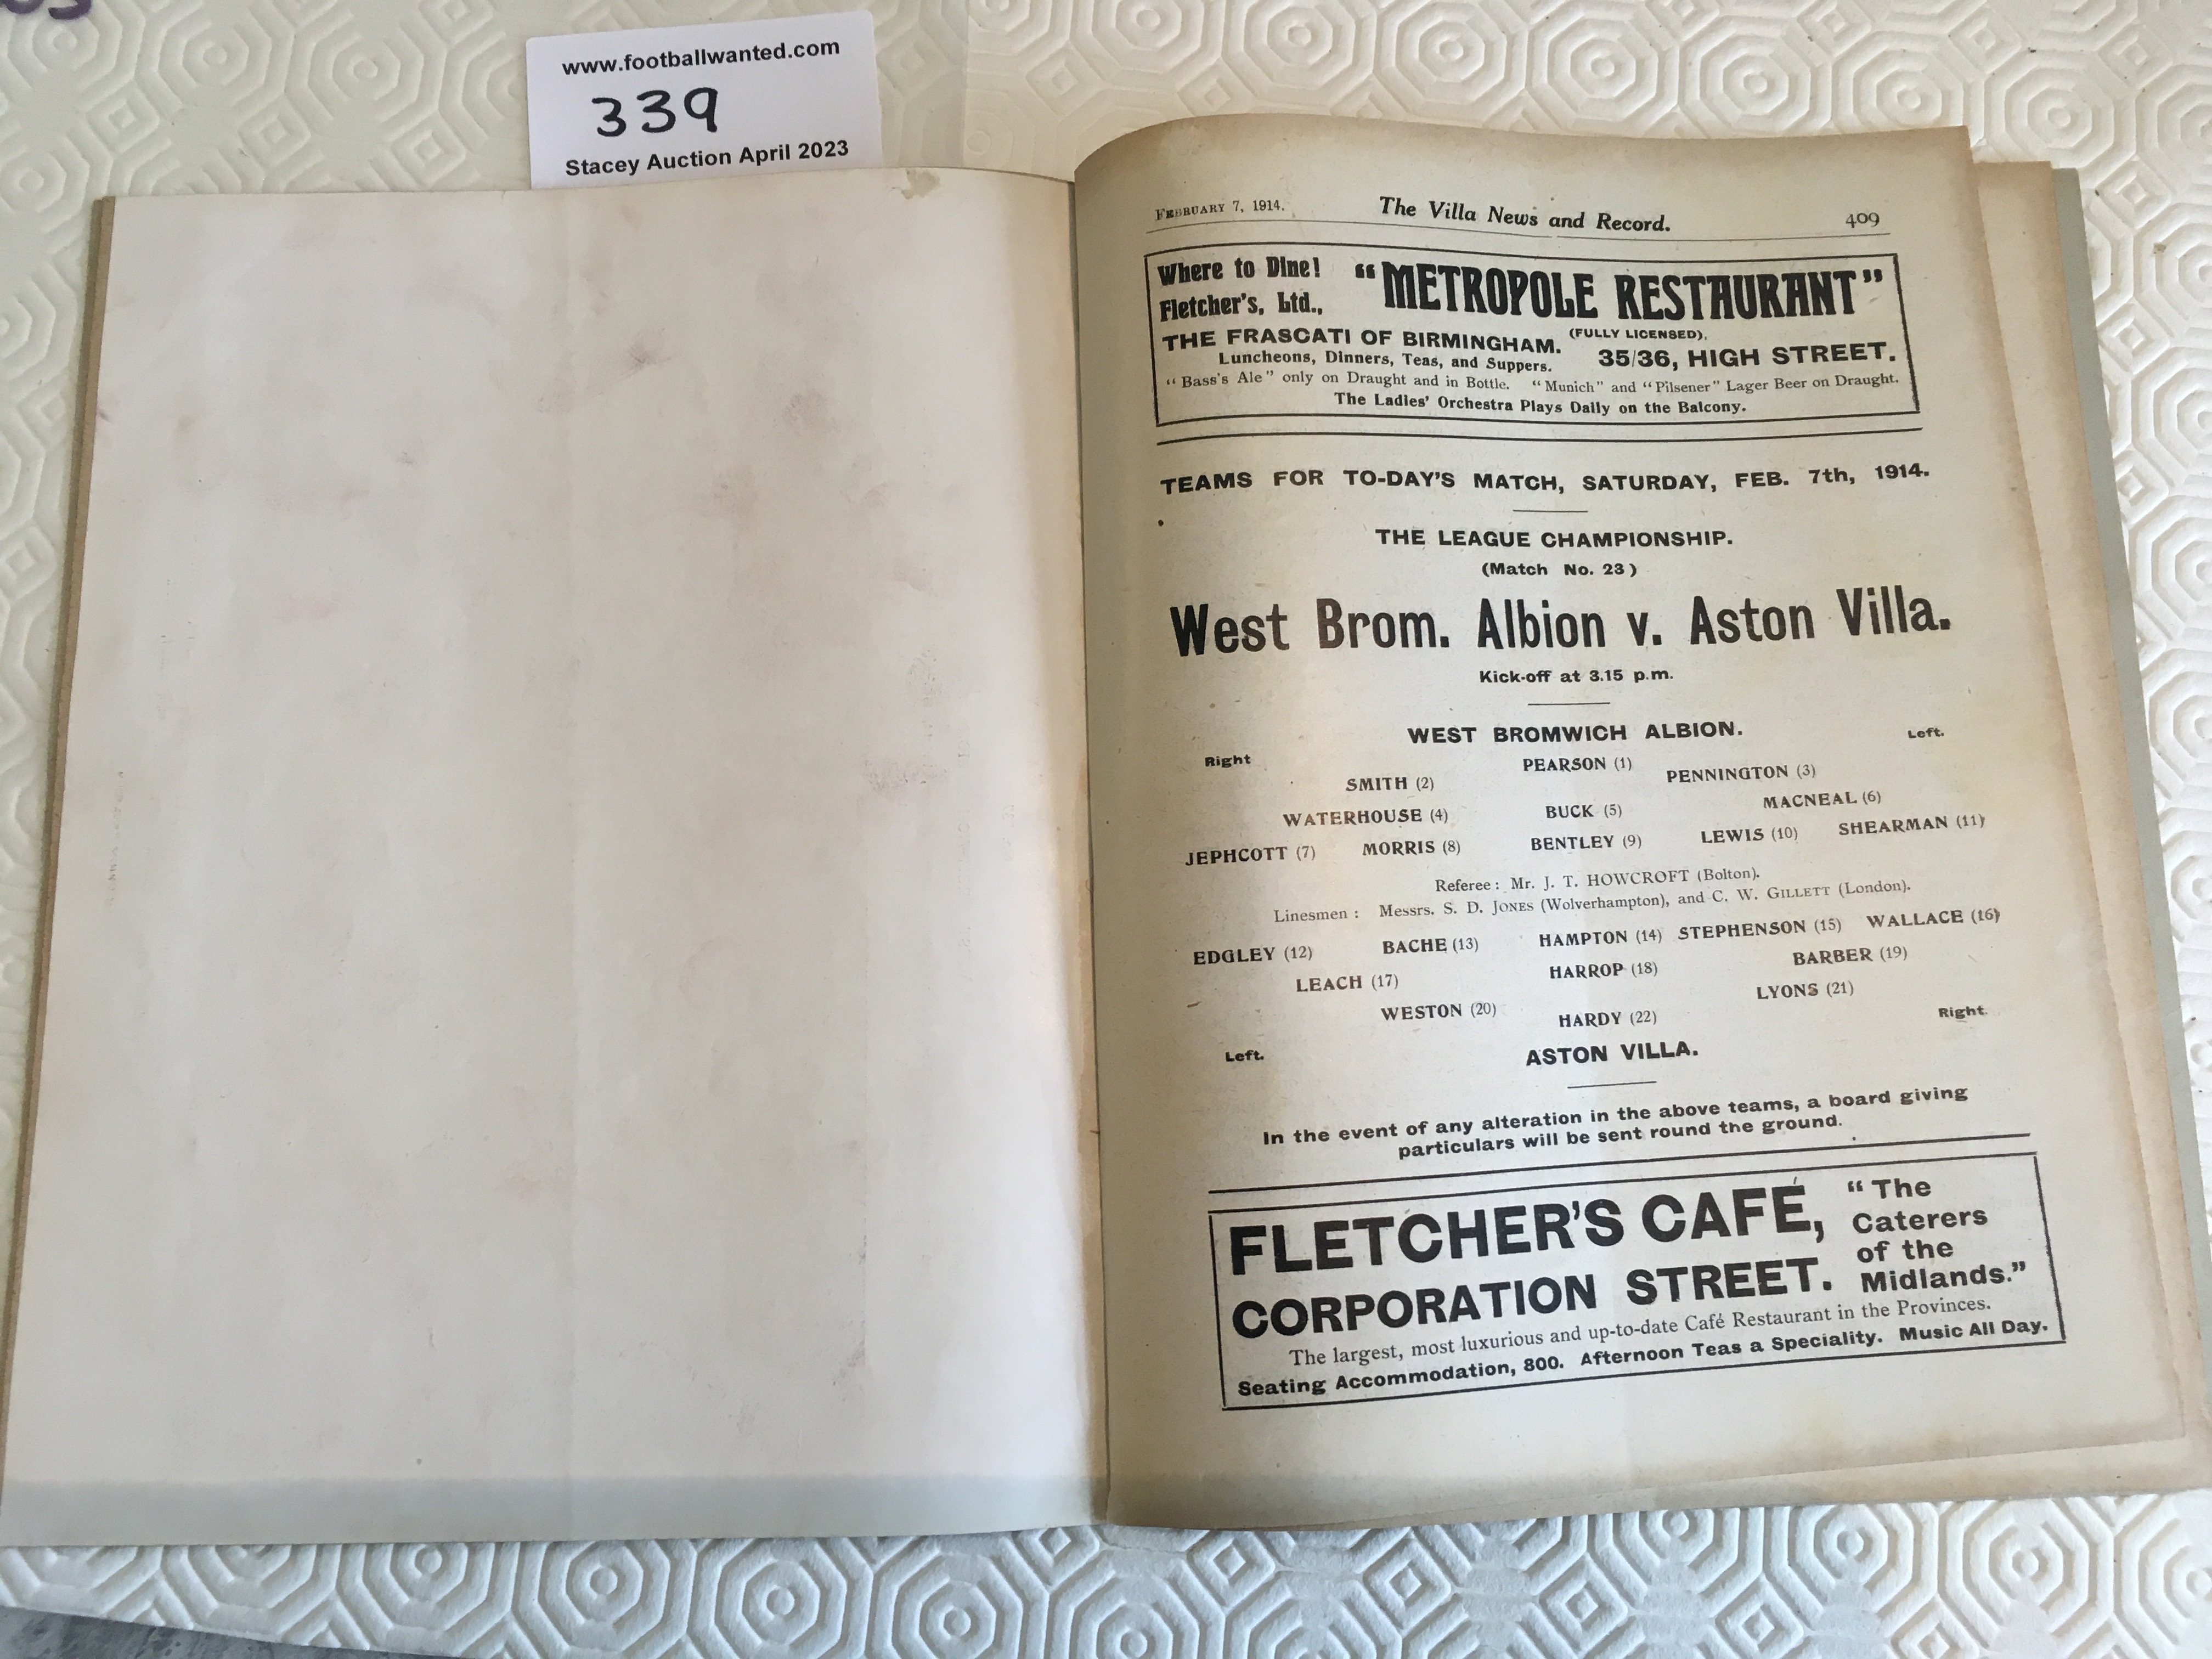 www.footballwanted.com
339
Stacey Auction April 2023
FEBRUARY 7, 1914. The Villa News and Record. 409
Where to Dine! "METROPOLE RESTAURANT"
Fletcher's, Ltd.,
THE FRASCATI OF BIRMINGHAM. (FULLY LICENSED),
Luncheons, Dinners, Teas, and Suppers. 35/36, HIGH STREET.
"Bass's Ale" only on Draught and in Bottle. "Munich" and "Pilsener" Lager Beer on Draught.
The Ladies' Orchestra Plays Daily on the Balcony.
TEAMS FOR TO-DAY'S MATCH, SATURDAY, FEB. 7th, 1914.
THE LEAGUE CHAMPIONSHIP.
(Match No. 23)
West Brom. Albion v. Aston Villa.
Kick-off at 3.15 p.m.
WEST BROMWICH ALBION.
Right Left.
PEARSON (1)
SMITH (2) PENNINGTON (3)
WATERHOUSE (4) BUCK (5) MACNEAL (6)
JEPHCOTT (7) MORRIS (8) BENTLEY (9) LEWIS (10) SHEARMAN (11)
Referee: Mr. J. T. HOWCROFT (Bolton).
Linesmen: Messrs. S. D. JONES (Wolverhampton), and C. W. GILLETT (London).
EDGLEY (12) BACHE (13) HAMPTON (14) STEPHENSON (15) WALLACE (16)
LEACH (17) HARROP (18) BARBER (19)
WESTON (20) LYONS (21)
HARDY (22)
Left. Right.
ASTON VILLA.
In the event of any alteration in the above teams, a board giving
particulars will be sent round the ground.
FLETCHER'S CAFÉ,
CORPORATION STREET.
"The
Caterers
of the
Midlands."
The largest, most luxurious and up-to-date Café Restaurant in the Provinces.
Seating Accommodation, 800. Afternoon Teas a Speciality. Music All Day.